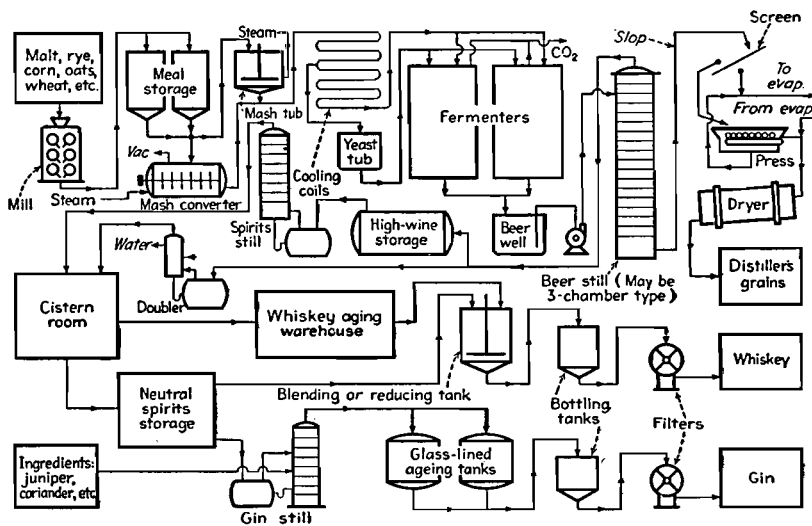 Malt, rye,
corn, oats,
wheat, etc.
Mill
Meal
storage
Steam
Mash tub
Vac
Steam
Mash converter
Spirits
still
Cooling
coils
Yeast
tub
Fermenters
CO₂
High-wine
storage
Beer
well
Slop
Screen
To
evap.
From evap.
Press
Dryer
Distiller's
grains
Beer still (May be
3-chamber type)
Water
Doubler
Cistern
room
Whiskey aging
warehouse
Blending or reducing tank
Bottling
tanks
Filters
Whiskey
Neutral
spirits
storage
Ingredients:
juniper,
coriander, etc.
Gin still
Glass-lined
ageing tanks
Gin